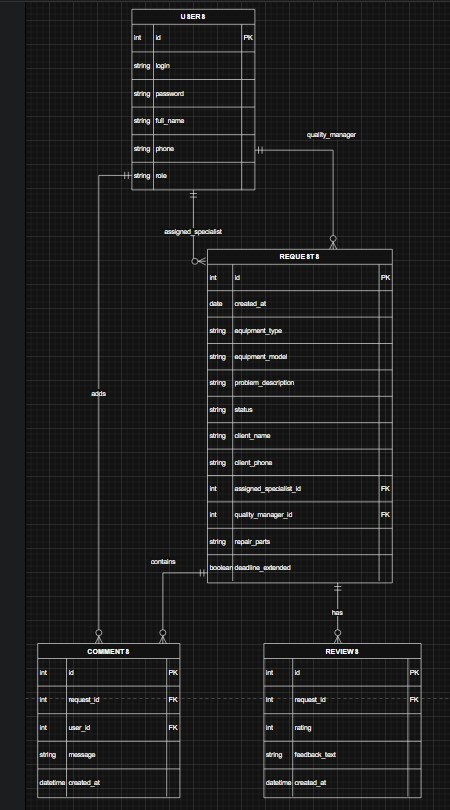 USERS
int id PK
string login
string password
string full_name
string phone
string role
quality_manager
assigned_specialist
REQUESTS
int id PK
date created_at
string equipment_type
string equipment_model
string problem_description
string status
string client_name
string client_phone
int assigned_specialist_id FK
int quality_manager_id FK
string repair_parts
boolean deadline_extended
adds
contains
has
COMMENTS
int id PK
int request_id FK
int user_id FK
string message
datetime created_at
REVIEWS
int id PK
int request_id FK
int rating
string feedback_text
datetime created_at